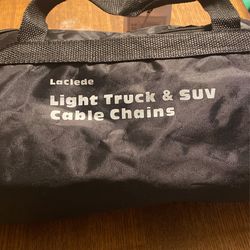 Laclede
Light Truck & SUV
Cable Chains